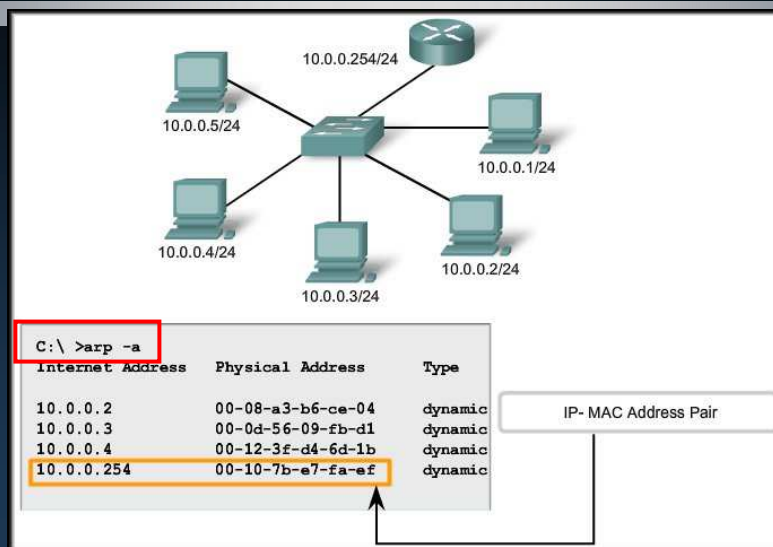 10.0.0.254/24
10.0.0.5/24
10.0.0.1/24
10.0.0.4/24
10.0.0.2/24
10.0.0.3/24
C:\ >arp -a
Internet Address Physical Address Type
10.0.0.2 00-08-a3-b6-ce-04 dynamic
10.0.0.3 00-0d-56-09-fb-d1 dynamic
10.0.0.4 00-12-3f-d4-6d-1b dynamic
10.0.0.254 00-10-7b-e7-fa-ef dynamic
IP- MAC Address Pair